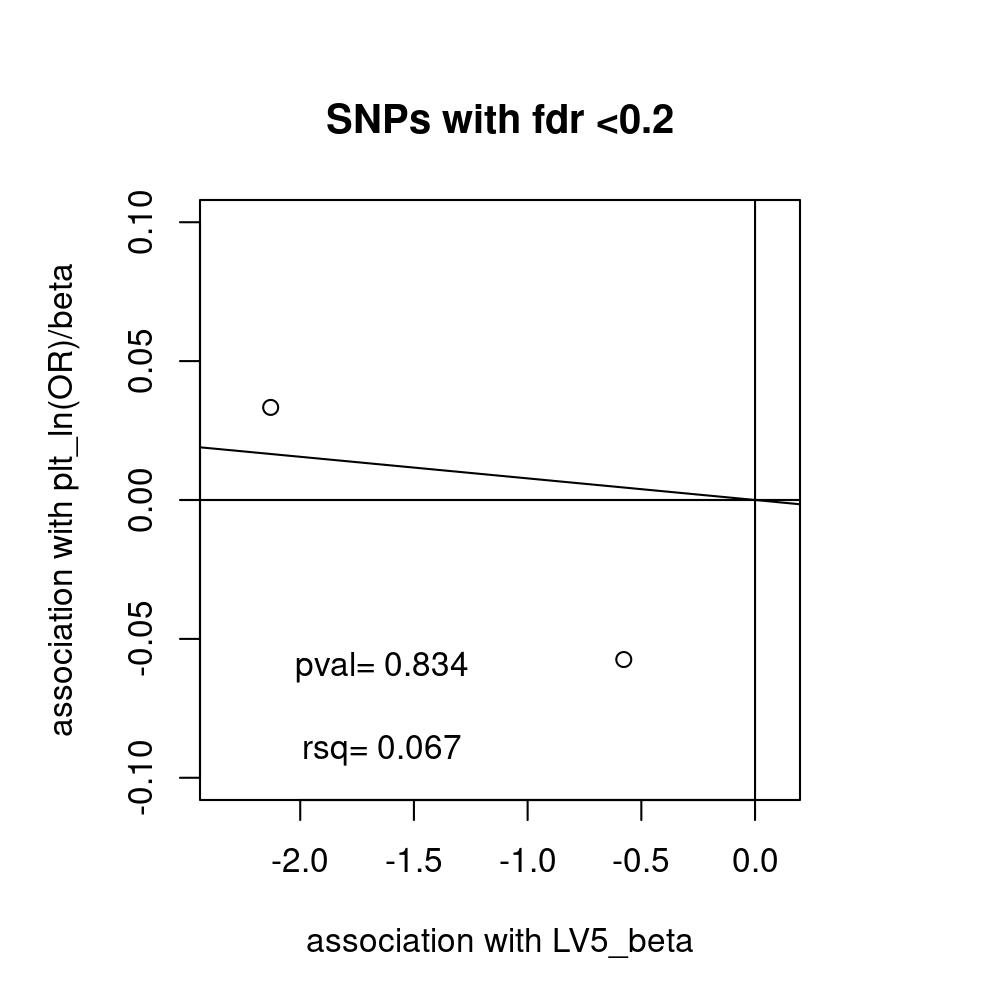 SNPs with fdr <0.2
association with plt_ln(OR)/beta
0.10
0.05
0.00
-0.05
-0.10
pval= 0.834
rsq= 0.067
-2.0 -1.5 -1.0 -0.5 0.0
association with LV5_beta